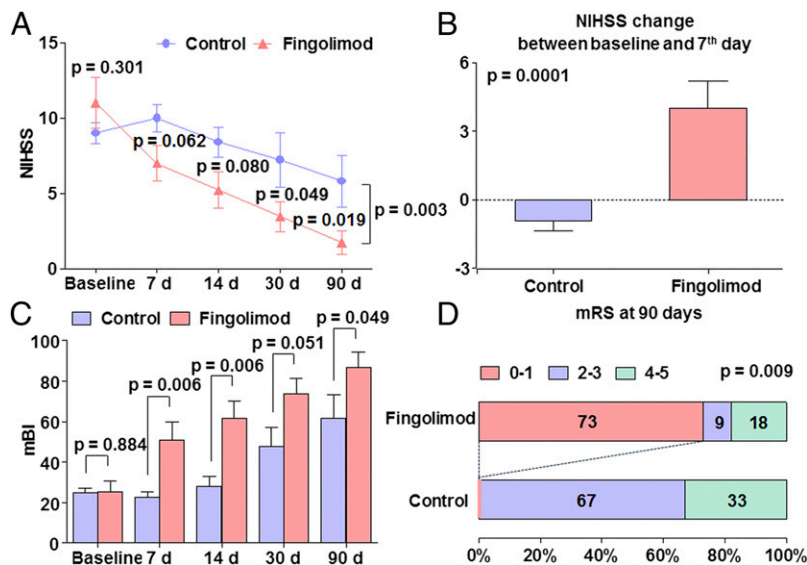 A
Control
Fingolimod
15
10
5
0
NIHSS
p = 0.301
p = 0.062
p = 0.080
p = 0.049
p = 0.019
p = 0.003
Baseline
7 d
14 d
30 d
90 d
B
NIHSS change
between baseline and 7th day
p = 0.0001
6
3
0
-3
Control
Fingolimod
C
Control
Fingolimod
100
80
60
40
20
0
mBI
p = 0.884
p = 0.006
p = 0.006
p = 0.051
p = 0.049
Baseline
7 d
14 d
30 d
90 d
D
mRS at 90 days
0-1
2-3
4-5
p = 0.009
Fingolimod
73
9
18
Control
67
33
0%
20%
40%
60%
80%
100%